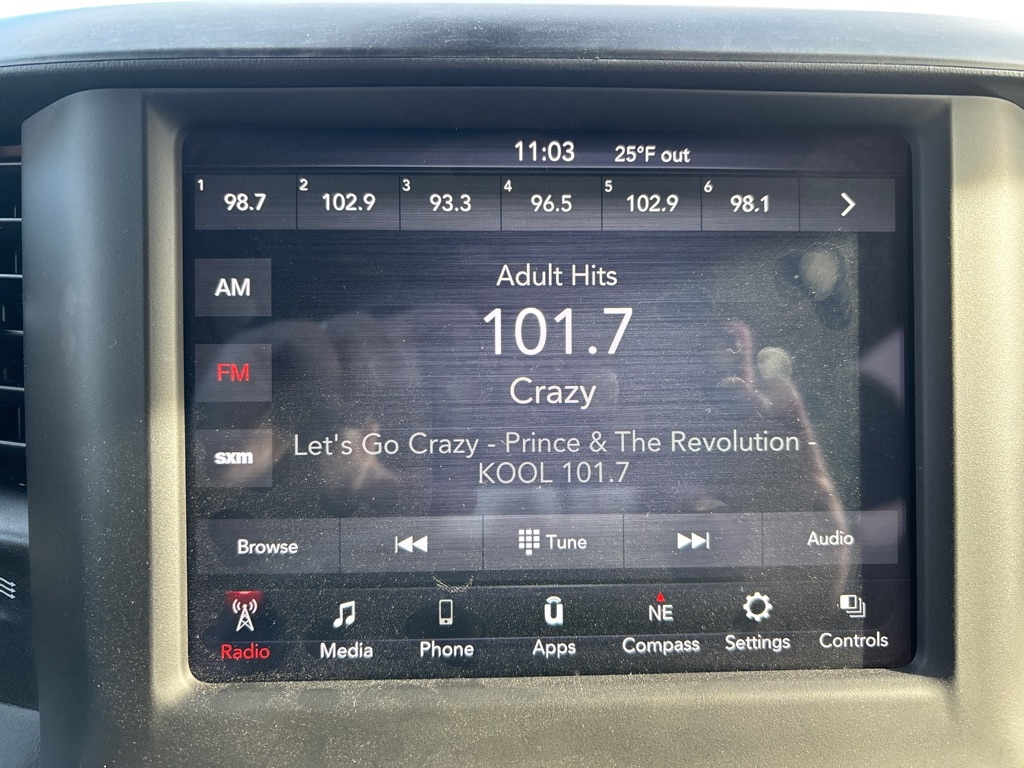 11:03 25°F out
1 98.7 2 102.9 3 93.3 4 96.5 5 102.9 6 98.1
AM
Adult Hits
101.7
FM
Crazy
sxm
Let's Go Crazy - Prince & The Revolution -
KOOL 101.7
Browse Tune Audio
NE
Radio Media Phone Apps Compass Settings Controls